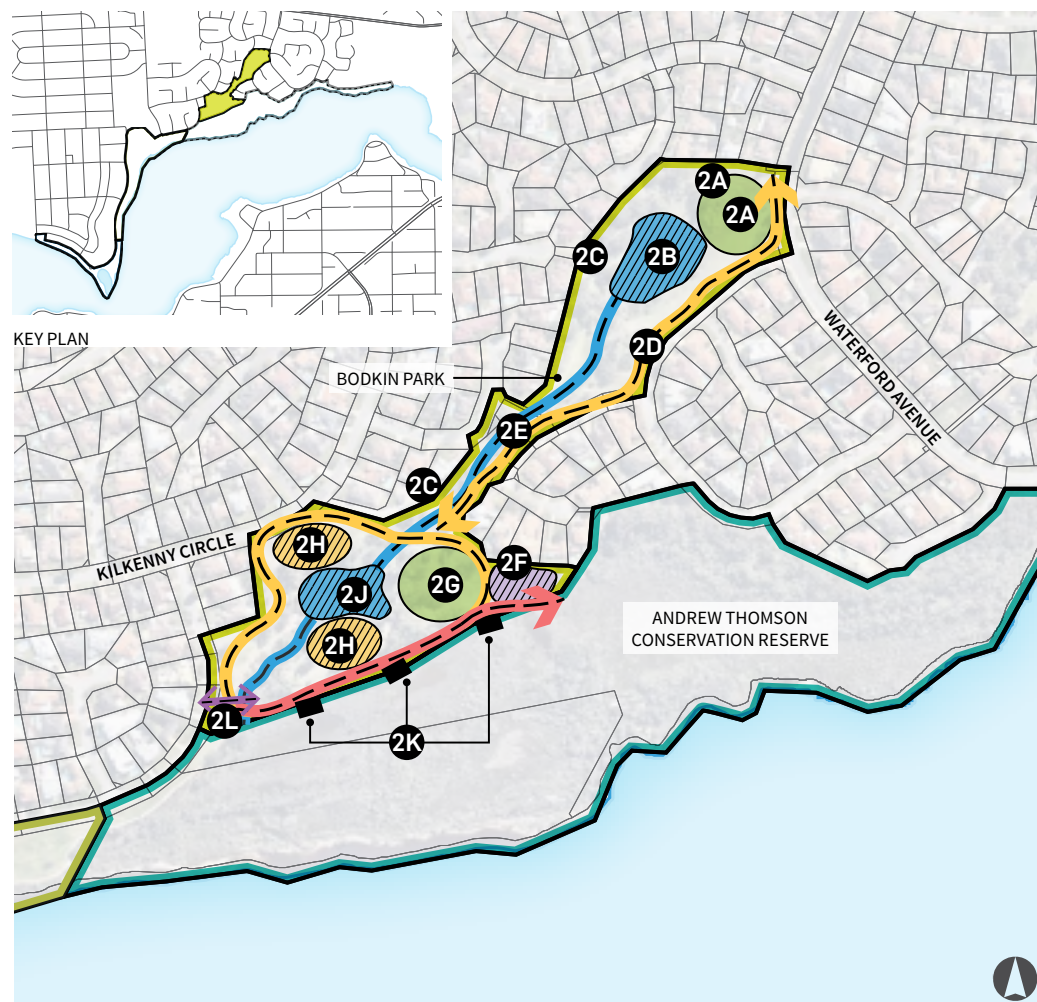 KEY PLAN
2A
2A
2B
2C
2D
WATERFORD AVENUE
BODKIN PARK
2E
2C
KILKENNY CIRCLE
2H
2F
2G
2J
2H
ANDREW THOMSON
CONSERVATION RESERVE
2L
2K